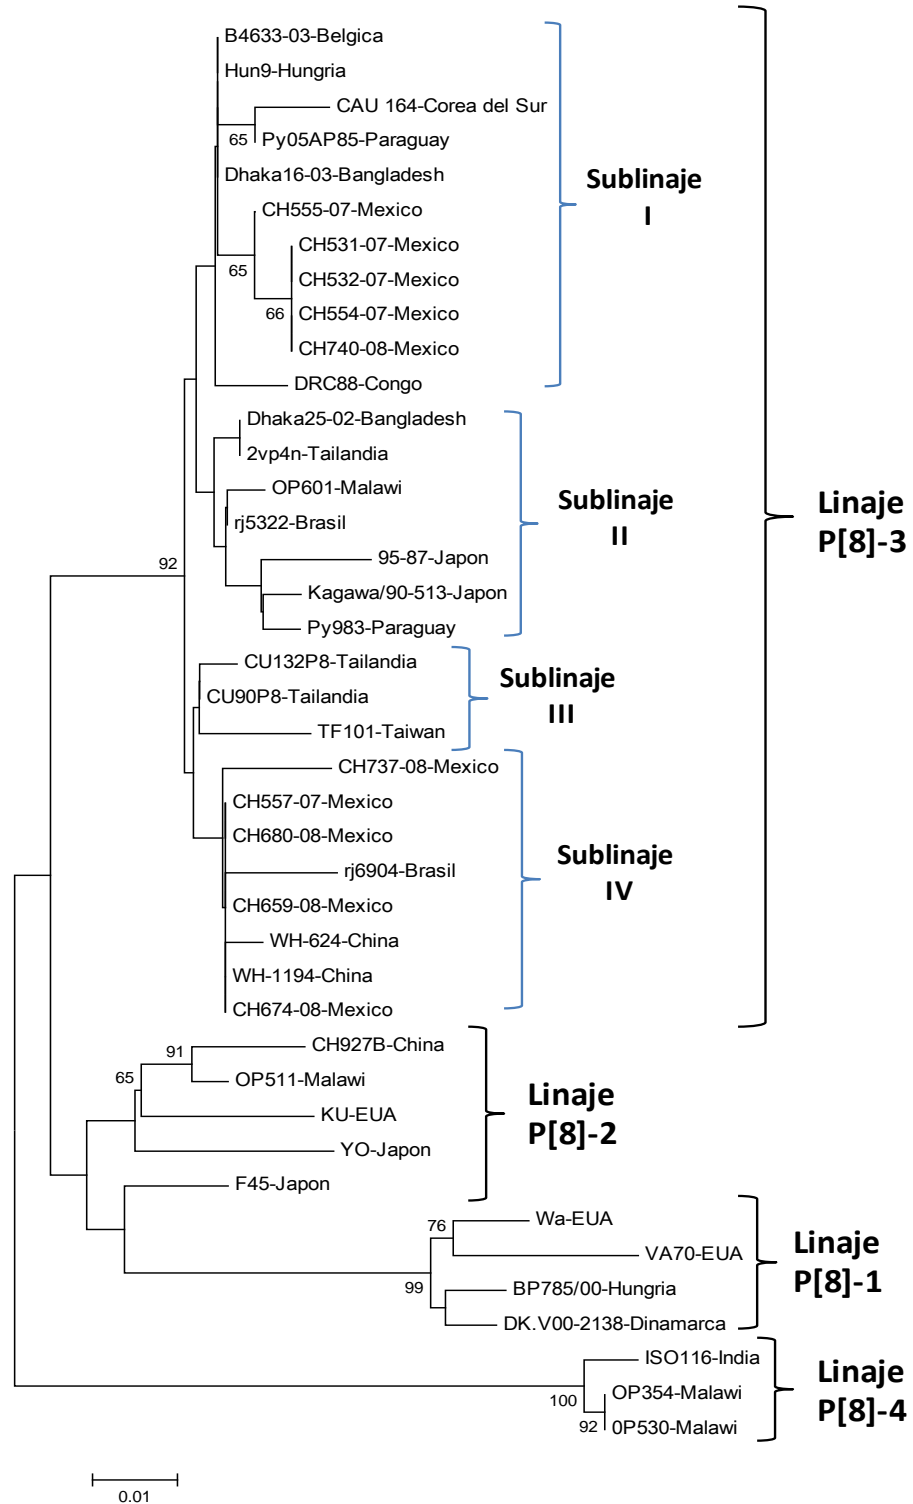 B4633-03-Belgica
Hun9-Hungria
CAU 164-Corea del Sur
65
Py05AP85-Paraguay
Dhaka16-03-Bangladesh
Sublinaje
I
CH555-07-Mexico
65
CH531-07-Mexico
CH532-07-Mexico
66
CH554-07-Mexico
CH740-08-Mexico
DRC88-Congo
Dhaka25-02-Bangladesh
2vp4n-Tailandia
OP601-Malawi
rj5322-Brasil
Sublinaje
II
Linaje
P[8]-3
95-87-Japon
92
Kagawa/90-513-Japon
Py983-Paraguay
CU132P8-Tailandia
CU90P8-Tailandia
TF101-Taiwan
Sublinaje
III
CH737-08-Mexico
CH557-07-Mexico
CH680-08-Mexico
rj6904-Brasil
CH659-08-Mexico
Sublinaje
IV
WH-624-China
WH-1194-China
CH674-08-Mexico
91
CH927B-China
65
OP511-Malawi
KU-EUA
YO-Japon
F45-Japon
Linaje
P[8]-2
Wa-EUA
76
VA70-EUA
99
BP785/00-Hungria
DK.V00-2138-Dinamarca
Linaje
P[8]-1
ISO116-India
100
OP354-Malawi
92
0P530-Malawi
Linaje
P[8]-4
0.01